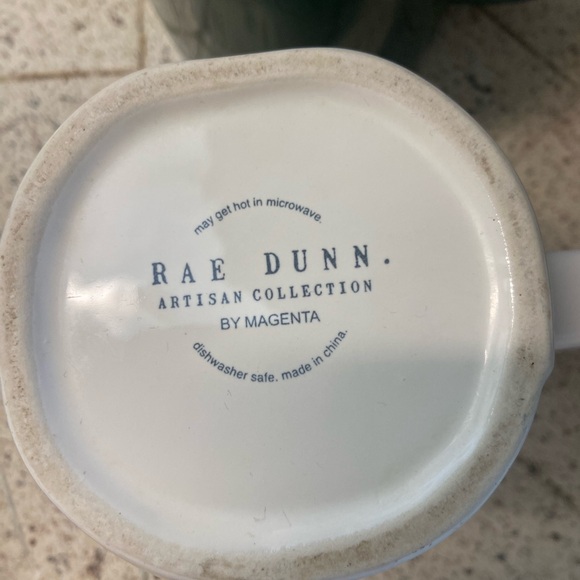 may get hot in microwave.
RAE DUNN.
ARTISAN COLLECTION
BY MAGENTA
dishwasher safe. made in china.